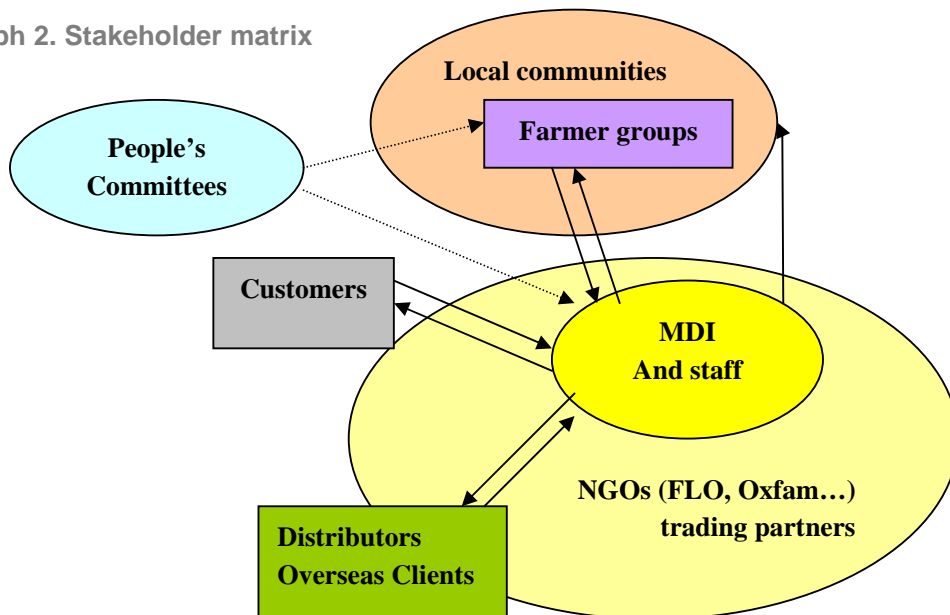 ph 2. Stakeholder matrix
Local communities
Farmer groups
People’s
Committees
Customers
MDI
And staff
NGOs (FLO, Oxfam…)
trading partners
Distributors
Overseas Clients